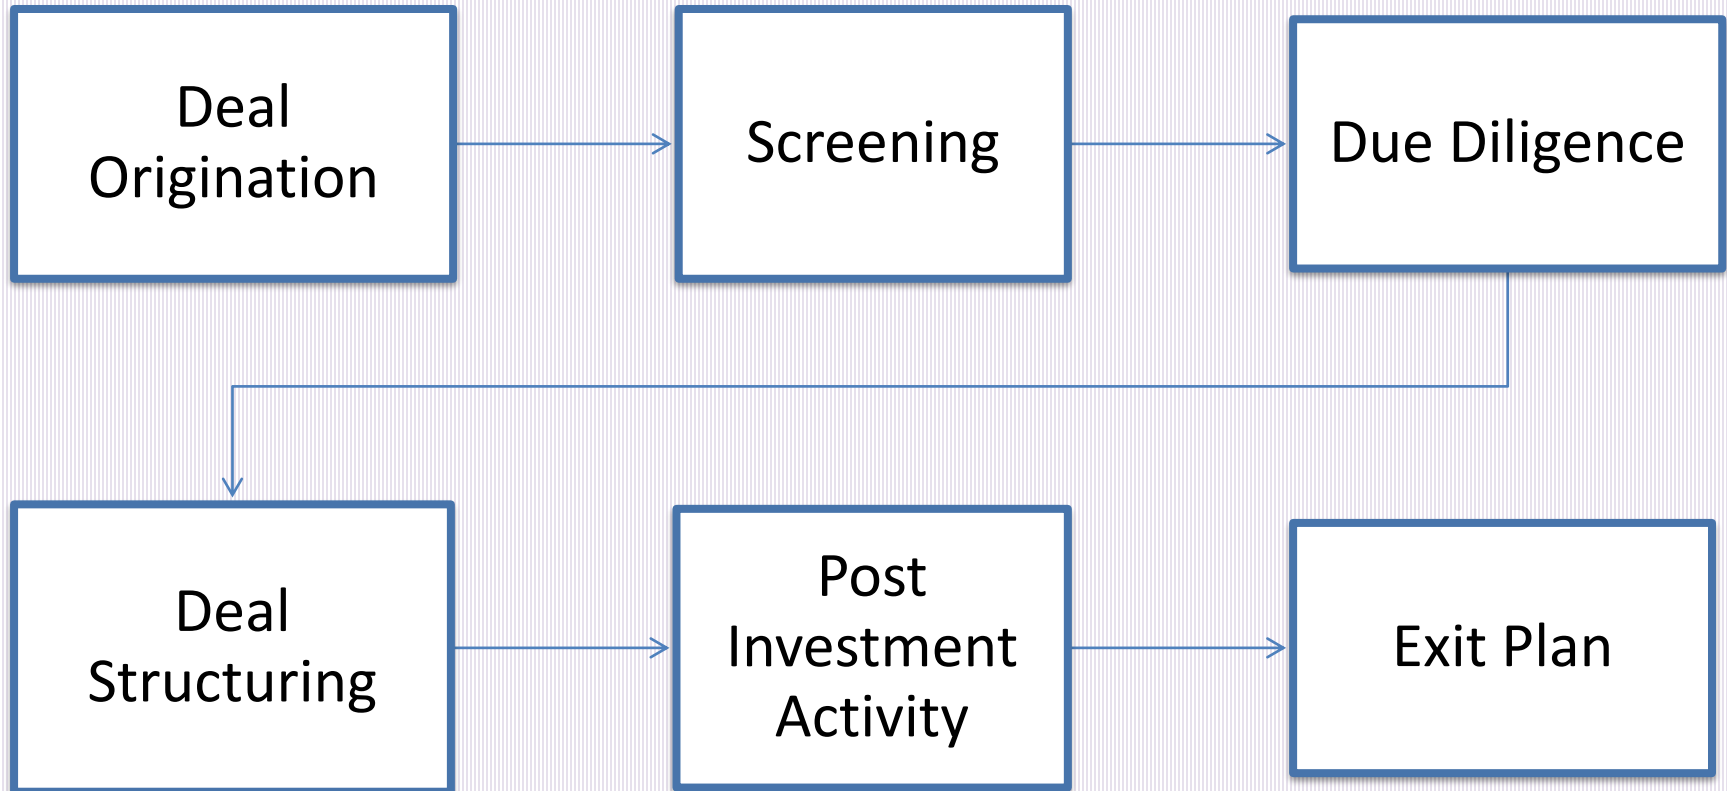 Deal
Origination
Screening
Due Diligence
Deal
Structuring
Post
Investment
Activity
Exit Plan